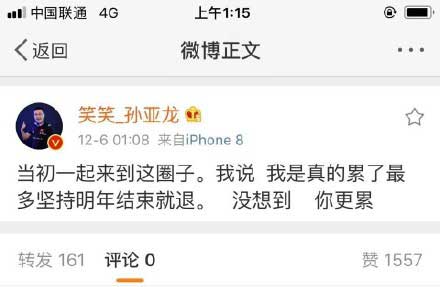 中国联通 4G 上午1:15
返回 微博正文
笑笑_孙亚龙
12-6 01:08 来自iPhone 8
当初一起来到这圈子。我说 我是真的累了最
多坚持明年结束就退。 没想到 你更累
转发 161 评论 0 赞 1557